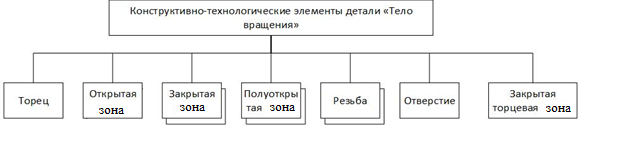 Конструктивно-технологические элементы детали «Тело
вращения»
Торец
Открытая
зона
Закрытая
зона
Полуоткры
тая зона
Резьба
Отверстие
Закрытая
торцевая зона